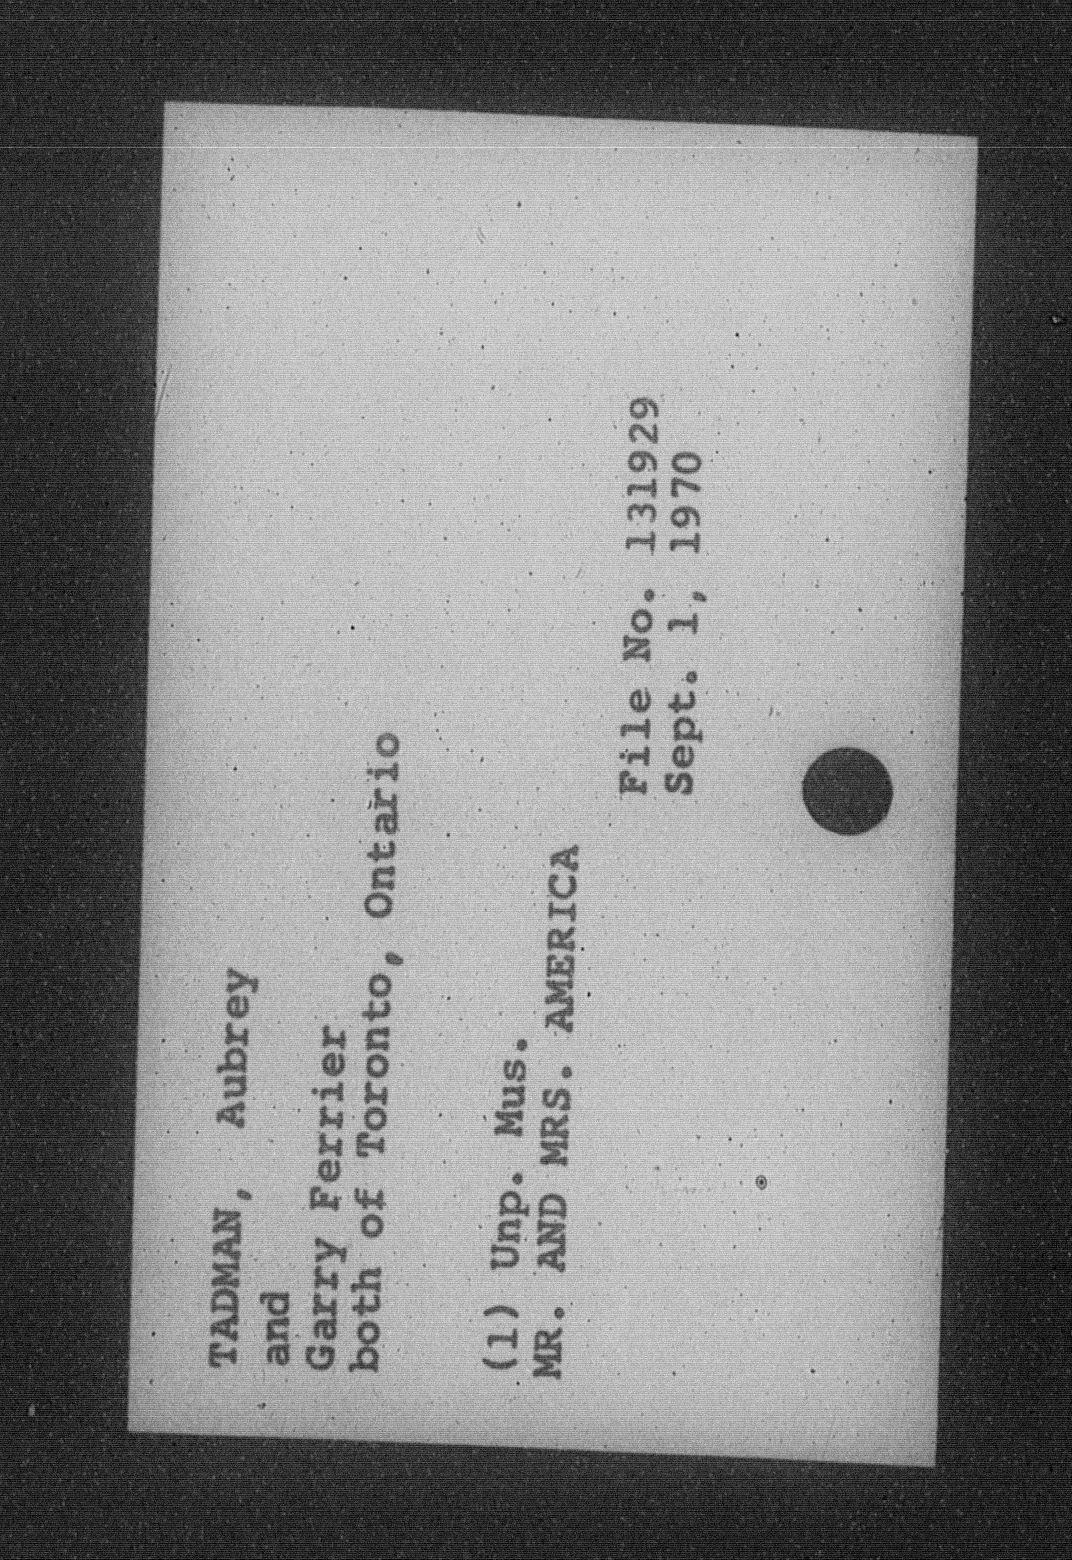 TADMAN, Aubrey
and
Garry Ferrier
both of Toronto, Ontario
(1) Unp. Mus.
MR. AND MRS. AMERICA
File No. 131929
Sept. 1, 1970